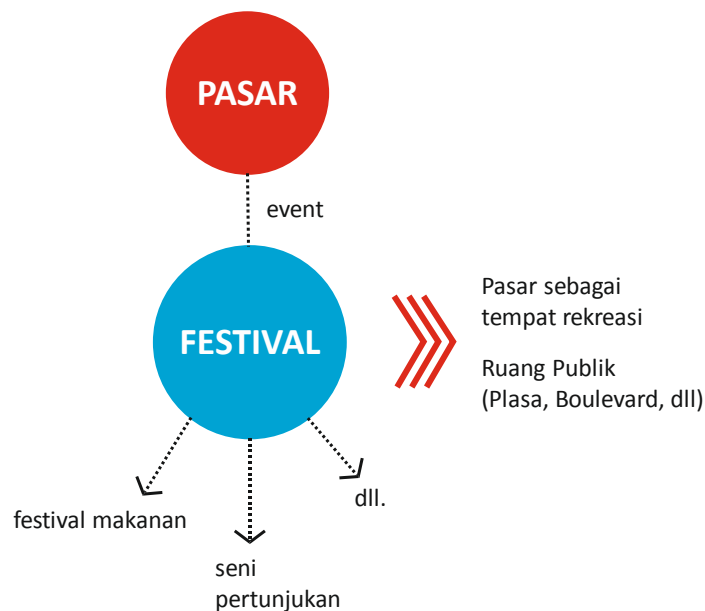 PASAR
event
FESTIVAL
Pasar sebagai
tempat rekreasi
Ruang Publik
(Plasa, Boulevard, dll)
festival makanan
seni
pertunjukan
dll.